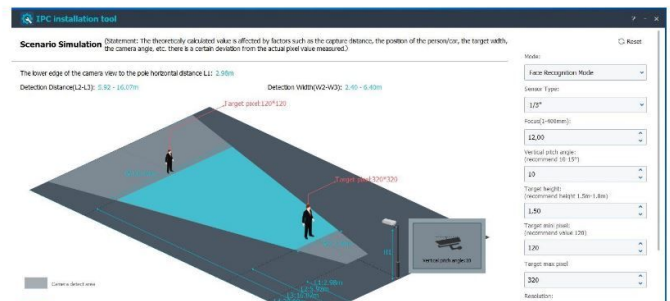 IPC installation tool
Scenario Simulation (Statement: The theoretically calculated value is affected by factors such as the capture distance, the position of the person/car, the target width,
the camera angle, etc. there is a certain deviation from the actual pixel value measured.)
Reset
The lower edge of the camera view to the pole horizontal distance L1: 2.98m
Detection Distance(L2-L3): 5.92 - 16.07m
Detection Width(W2-W3): 2.40 - 6.40m
Target pixel:120*120
Target pixel:320*320
H1
Vertical pitch angle:10
L1:2.98m
Camera detect area
Mode:
Face Recognition Mode
Sensor Type:
Focus(1-400mm):
12.00
Vertical pitch angle:
(recommend 10-15°)
10
Target height:
(recommend height 1.5m-1.8m)
1.50
Target mini pixel:
(recommend value 120)
120
Target max pixel
320
Resolution: